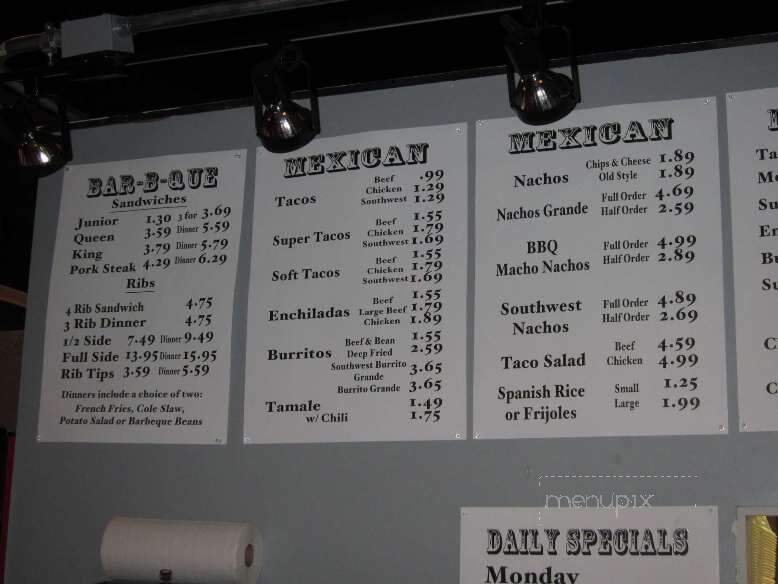 BAR-B-QUE
Sandwiches
Junior 1.30 3 for 3.69
Queen 3.59 Dinner 5.59
King 3.79 Dinner 5.79
Pork Steak 4.29 Dinner 6.29
Ribs
4 Rib Sandwich 4.75
3 Rib Dinner 4.75
1/2 Side 7.49 Dinner 9.49
Full Side 13.95 Dinner 15.95
Rib Tips 3.59 Dinner 5.59
Dinners include a choice of two:
French Fries, Cole Slaw,
Potato Salad or Barbeque Beans
MEXICAN
Tacos
Beef .99
Chicken 1.29
Southwest 1.29
Super Tacos
Beef 1.55
Chicken 1.79
Southwest 1.69
Soft Tacos
Beef 1.55
Chicken 1.79
Southwest 1.69
Enchiladas
Beef 1.55
Large Beef 1.79
Chicken 1.89
Burritos
Beef & Bean 1.55
Deep Fried 2.59
Southwest Burrito
Grande 3.65
Burrito Grande 3.65
Tamale 1.49
w/ Chili 1.75
MEXICAN
Nachos
Chips & Cheese 1.89
Old Style 1.89
Nachos Grande
Full Order 4.69
Half Order 2.59
BBQ
Macho Nachos
Full Order 4.99
Half Order 2.89
Southwest
Nachos
Full Order 4.89
Half Order 2.69
Taco Salad
Beef 4.59
Chicken 4.99
Spanish Rice
or Frijoles
Small 1.25
Large 1.99
menupix
DAILY SPECIALS
Monday